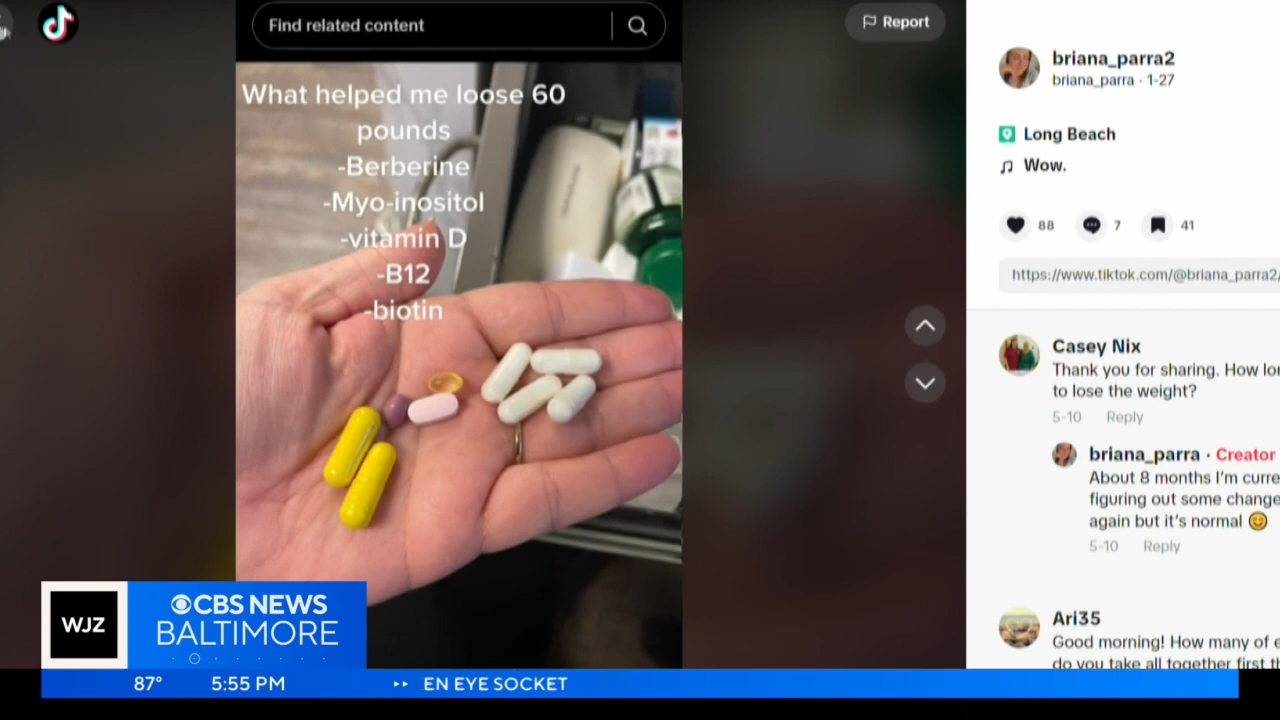 Find related content
Report
What helped me loose 60
pounds
-Berberine
-Myo-inositol
-vitamin D
-B12
-biotin
briana_parra2
briana_parra · 1-27
Long Beach
Wow.
88
7
41
https://www.tiktok.com/@briana_parra2/
Casey Nix
Thank you for sharing. How
to lose the weight?
5-10 Reply
briana_parra · Creator
About 8 months I'm
figuring out some
again but it's normal 😊
5-10 Reply
Ari35
Good morning! How many of
do you take all together first
WJZ
CBS NEWS
BALTIMORE
87° 5:55 PM EN EYE SOCKET